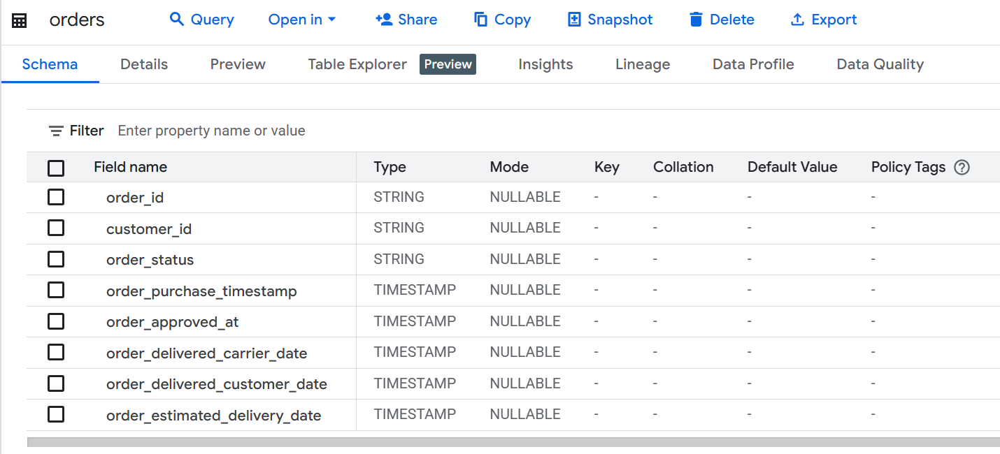 orders Query Open in Share Copy Snapshot Delete Export
Schema Details Preview Table Explorer Preview Insights Lineage Data Profile Data Quality
Filter Enter property name or value
Field name Type Mode Key Collation Default Value Policy Tags ?
order_id STRING NULLABLE - - - -
customer_id STRING NULLABLE - - - -
order_status STRING NULLABLE - - - -
order_purchase_timestamp TIMESTAMP NULLABLE - - - -
order_approved_at TIMESTAMP NULLABLE - - - -
order_delivered_carrier_date TIMESTAMP NULLABLE - - - -
order_delivered_customer_date TIMESTAMP NULLABLE - - - -
order_estimated_delivery_date TIMESTAMP NULLABLE - - - -